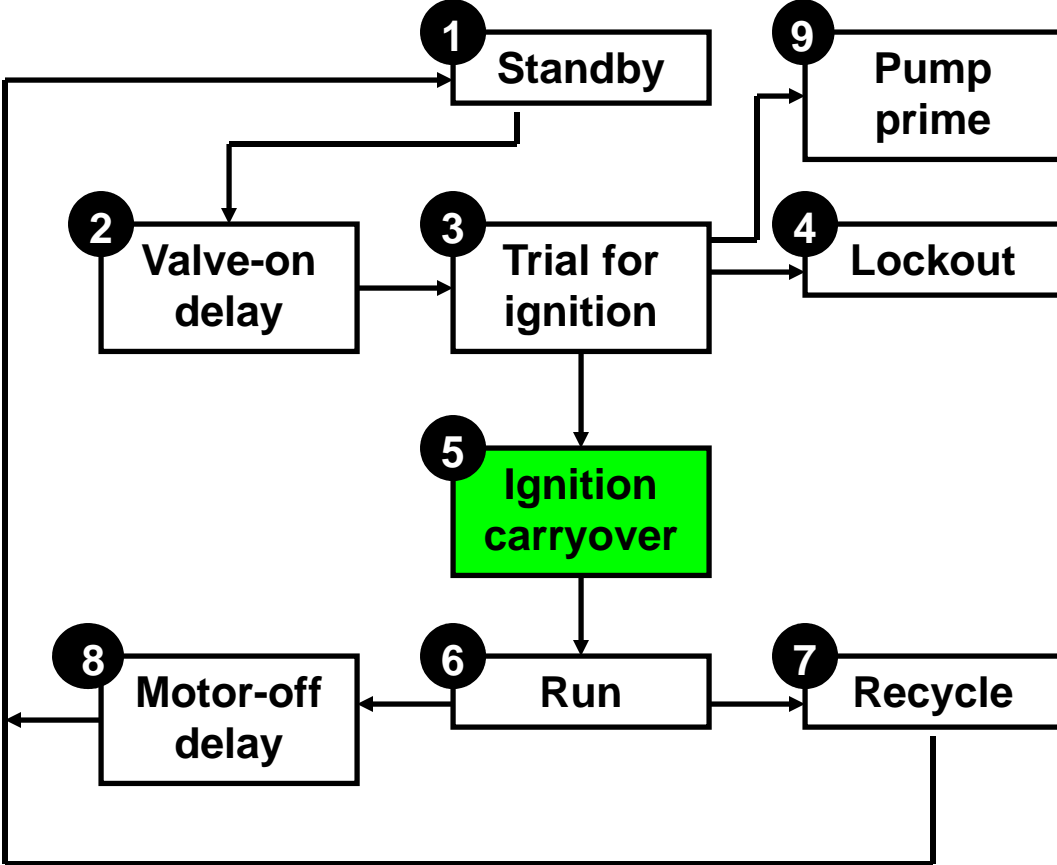 1
Standby
9
Pump
prime
2
Valve-on
delay
3
Trial for
ignition
4
Lockout
5
Ignition
carryover
8
Motor-off
delay
6
Run
7
Recycle